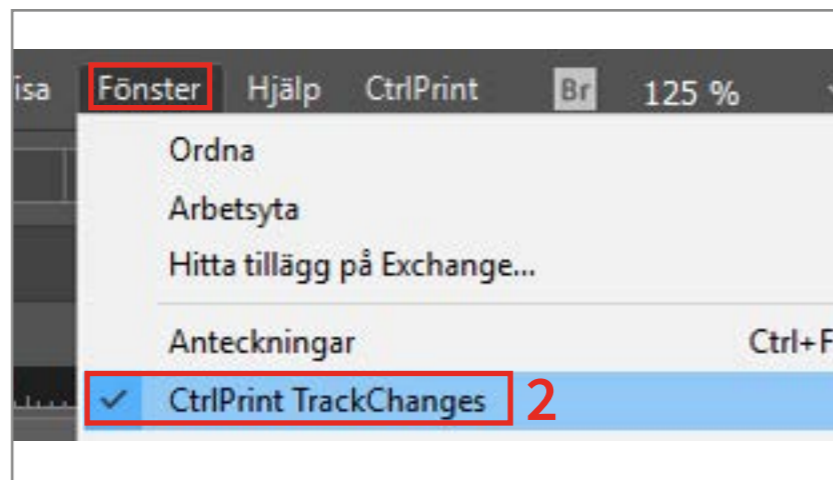 isa Fönster Hjälp CtrlPrint Br 125 %
Ordna
Arbetsyta
Hitta tillägg på Exchange...
Anteckningar Ctrl+F
CtrlPrint TrackChanges 2